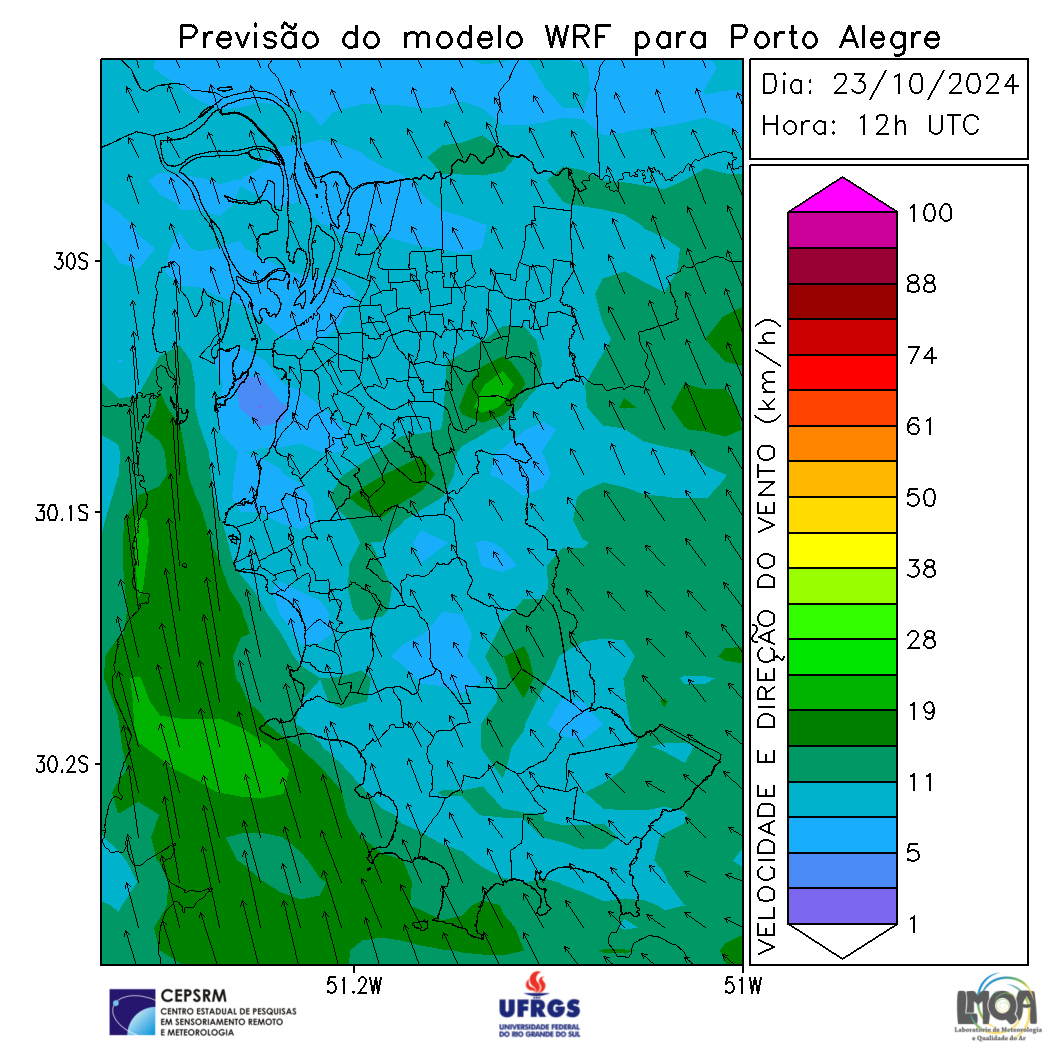 Previsão do modelo WRF para Porto Alegre
Dia: 23/10/2024
Hora: 12h UTC
30S
30.1S
30.2S
51.2W
51W
VELOCIDADE E DIREÇÃO DO VENTO (km/h)
100
88
74
61
50
38
28
19
11
5
1
CEPSRM
CENTRO ESTADUAL DE PESQUISAS
EM SENSORIAMENTO REMOTO
E METEOROLOGIA
UFRGS
UNIVERSIDADE FEDERAL
DO RIO GRANDE DO SUL
LMQA
Laboratório de Meteorologia
e Qualidade do Ar